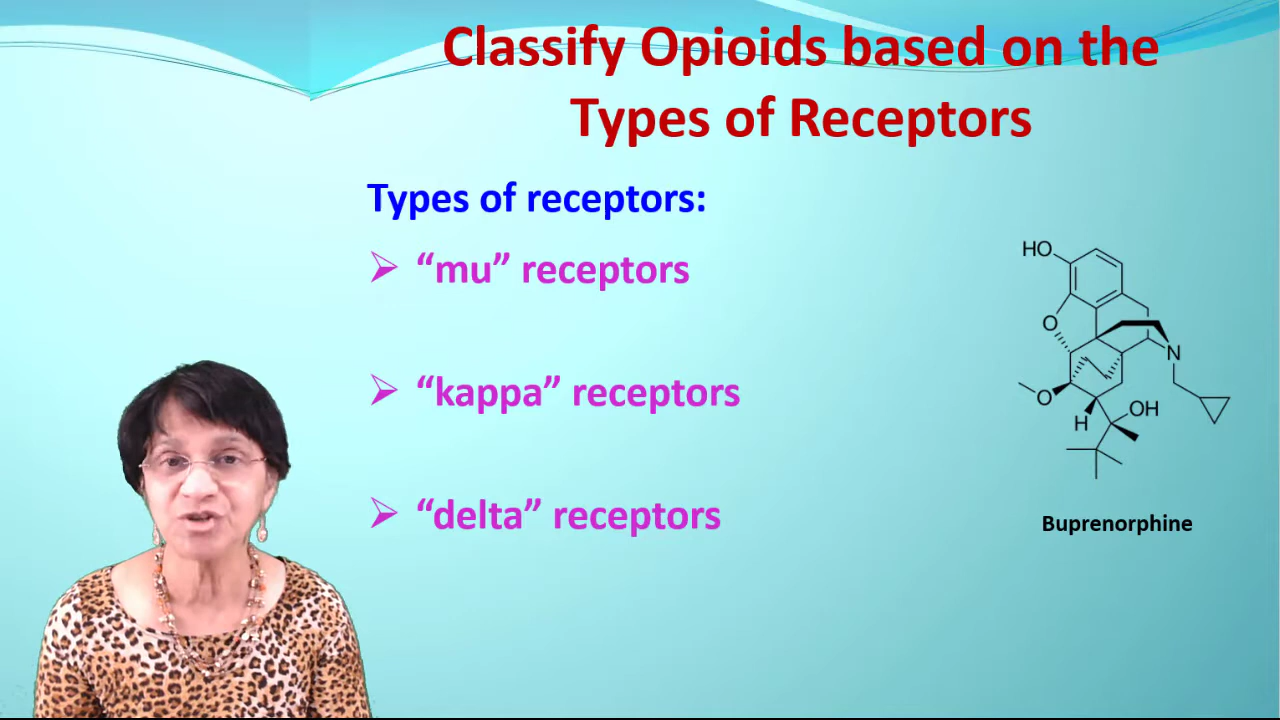 Classify Opioids based on the
Types of Receptors
Types of receptors:
➢ “mu” receptors
➢ “kappa” receptors
➢ “delta” receptors
HO
O
N
O
OH
H
Buprenorphine